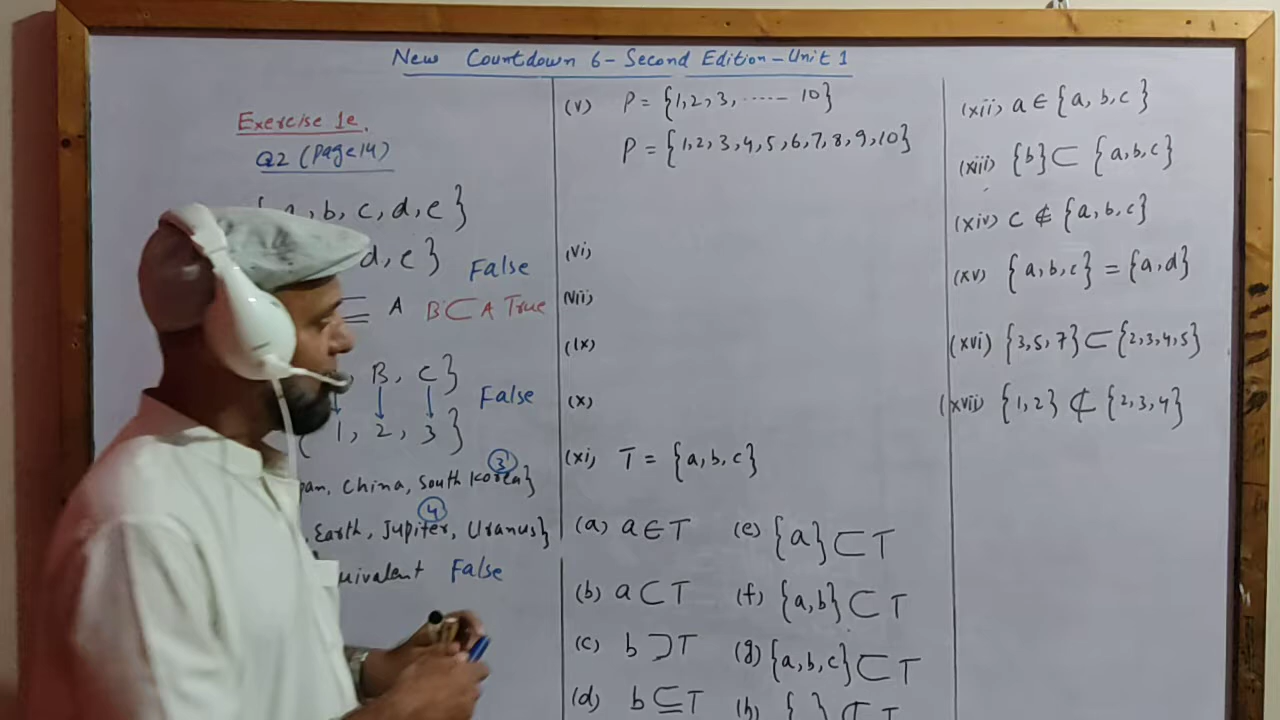 New Countdown 6 - Second Edition - Unit 1
Exercise 1e.
Q2 (Page 14)
, b, c, d, e }
d, e } False
= A B ⊂ A True
, B, C } False
1, 2, 3 }
China, South Korea} 3
, Earth, Jupiter, Uranus} 4
False
(v) P = {1, 2, 3, ...... 10}
P = {1, 2, 3, 4, 5, 6, 7, 8, 9, 10}
(vi)
(vii)
(ix)
(x)
(xi) T = {a, b, c}
(a) a ∈ T (e) {a} ⊂ T
(b) a ⊂ T (f) {a, b} ⊂ T
(c) b ⊃ T (g) {a, b, c} ⊂ T
(d) b ⊆ T (h) { } ⊄ T
(xii) a ∈ {a, b, c}
(xiii) {b} ⊂ {a, b, c}
(xiv) c ∉ {a, b, c}
(xv) {a, b, c} = {a, d}
(xvi) {3, 5, 7} ⊂ {2, 3, 4, 5}
(xvii) {1, 2} ⊄ {2, 3, 4}